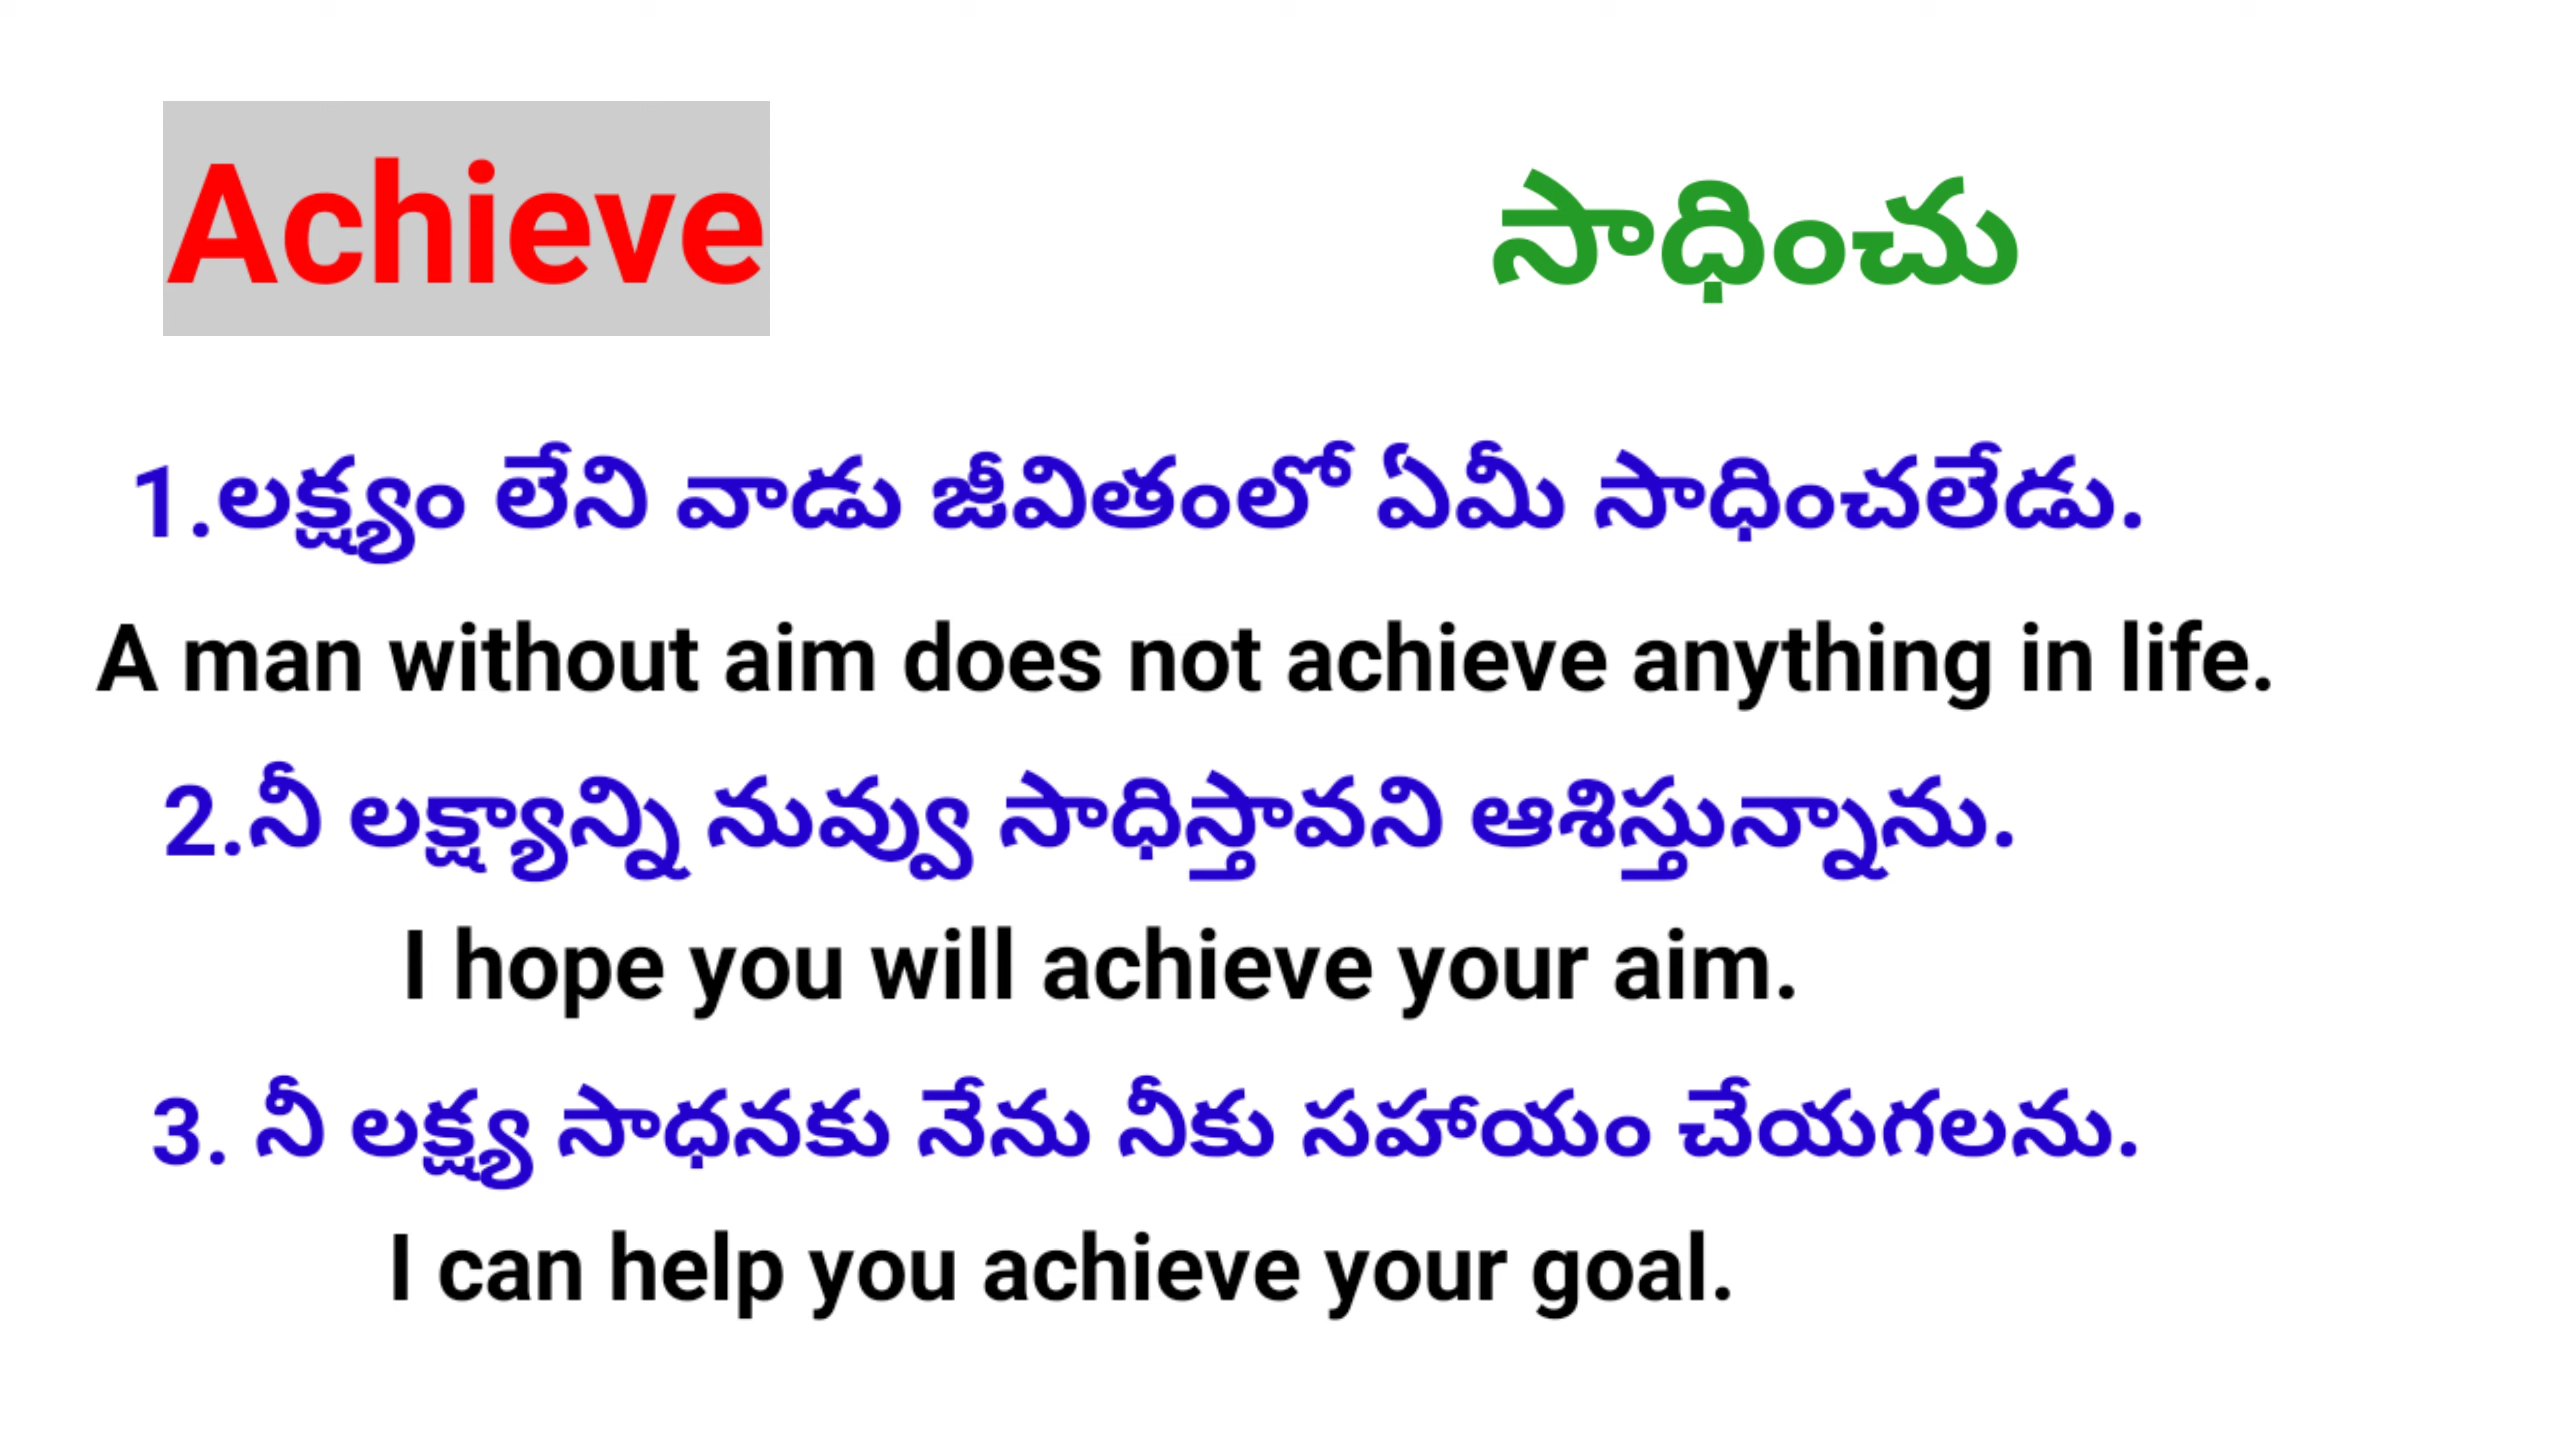 Achieve సాధించు
1.లక్ష్యం లేని వాడు జీవితంలో ఏమీ సాధించలేడు.
A man without aim does not achieve anything in life.
2.నీ లక్ష్యాన్ని నువ్వు సాధిస్తావని ఆశిస్తున్నాను.
I hope you will achieve your aim.
3. నీ లక్ష్య సాధనకు నేను నీకు సహాయం చేయగలను.
I can help you achieve your goal.